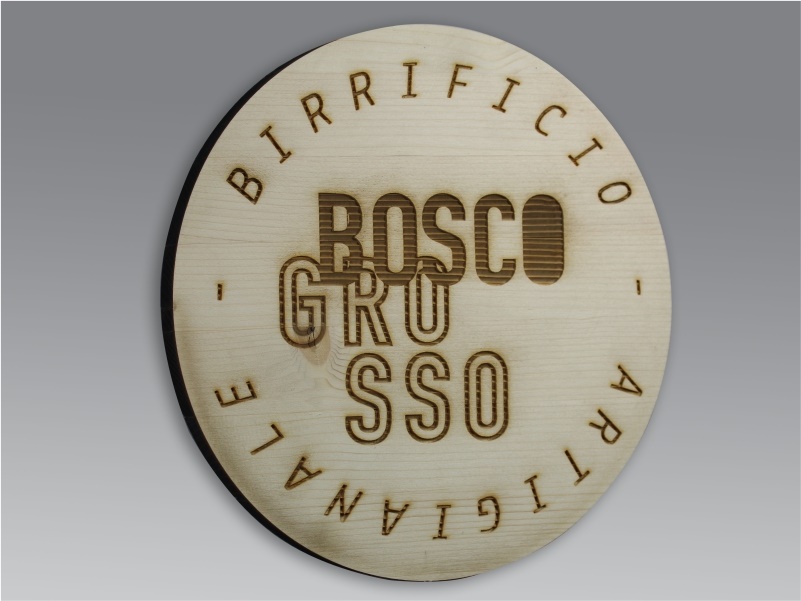 BIRRIFICIO
BOSCO
GRO
SSO
- ARTIGIANALE -